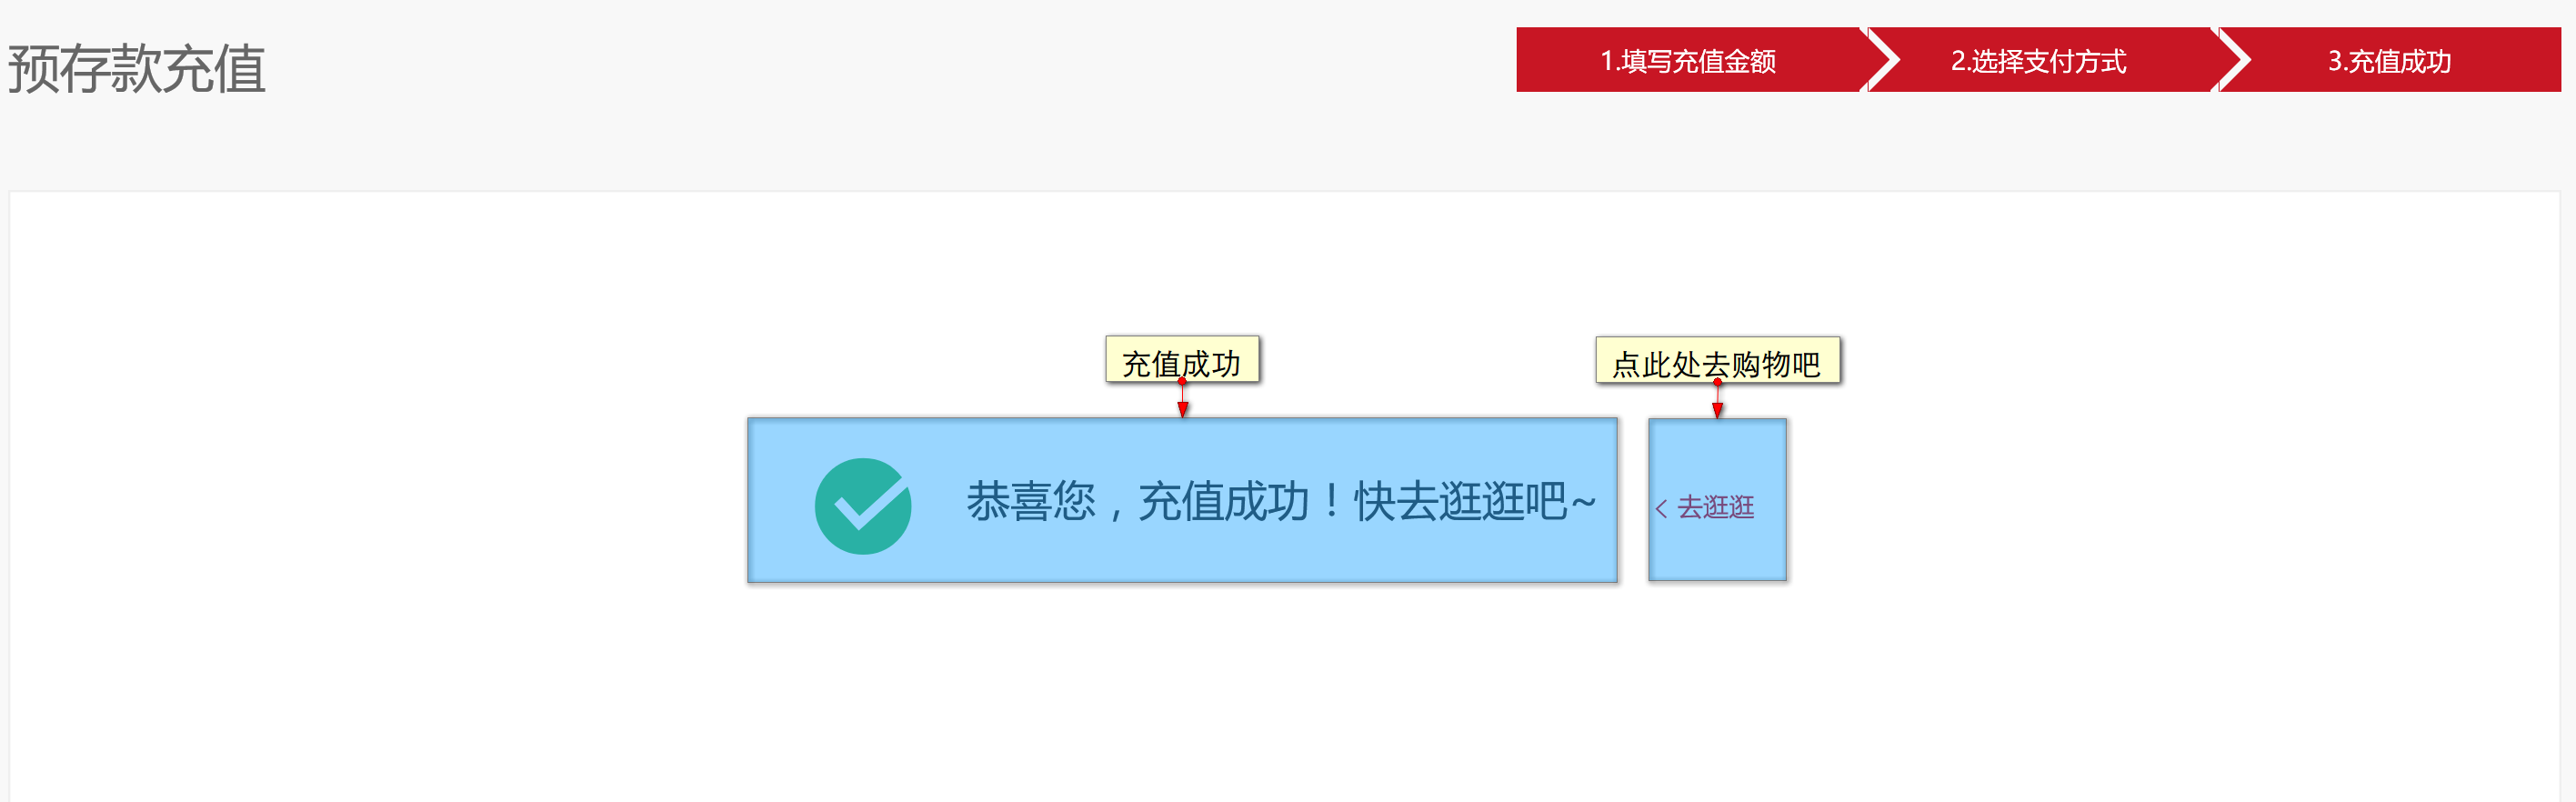 预存款充值
1.填写充值金额
2.选择支付方式
3.充值成功
充值成功
点此处去购物吧
恭喜您，充值成功！快去逛逛吧~
< 去逛逛